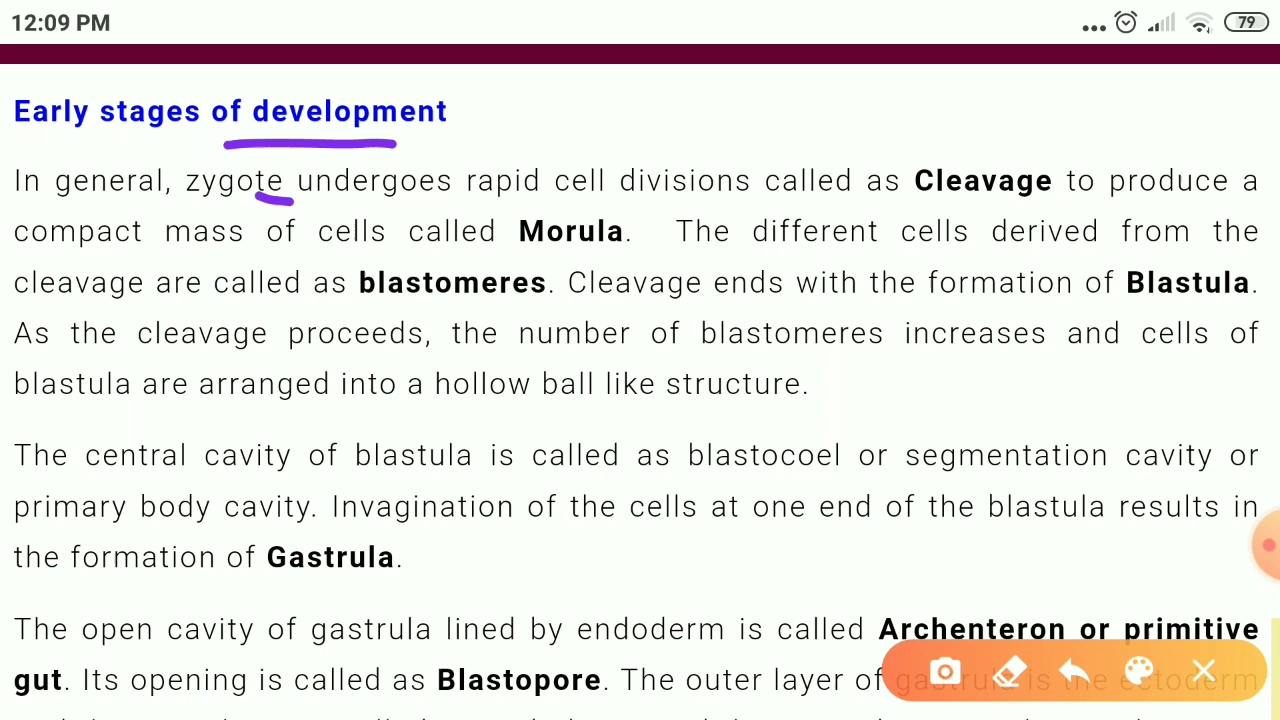 12:09 PM
79
Early stages of development
In general, zygote undergoes rapid cell divisions called as Cleavage to produce a
compact mass of cells called Morula. The different cells derived from the
cleavage are called as blastomeres. Cleavage ends with the formation of Blastula.
As the cleavage proceeds, the number of blastomeres increases and cells of
blastula are arranged into a hollow ball like structure.
The central cavity of blastula is called as blastocoel or segmentation cavity or
primary body cavity. Invagination of the cells at one end of the blastula results in
the formation of Gastrula.
The open cavity of gastrula lined by endoderm is called Archenteron or primitive
gut. Its opening is called as Blastopore. The outer layer of gastrula is the ectoderm